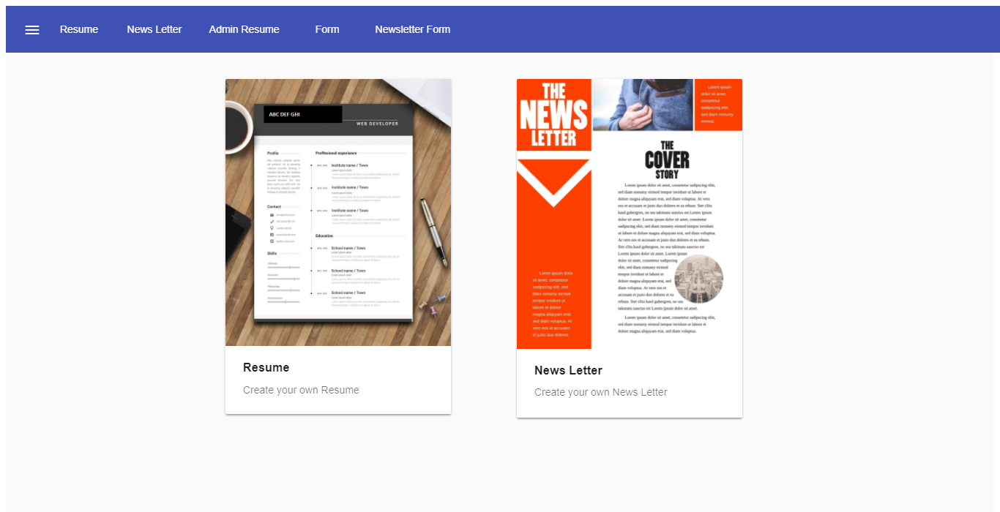 Resume News Letter Admin Resume Form Newsletter Form
ABC DEF GHI
WEB DEVELOPER
Profile
Contact
Skills
Proffesional experiance
Institute name / Town
Institute name / Town
Institute name / Town
Education
School name / Town
School name / Town
School name / Town
Resume
Create your own Resume
THE
NEWS
LETTER
Lorem ipsum
dolor sit amet,
consetetur
sadipscing elitr,
sed diam nonumy
eirmod.
THE
COVER
STORY
Lorem ipsum dolor sit amet, consetetur sadipscing elitr,
sed diam nonumy eirmod tempor invidunt ut labore et
dolore magna aliquyam erat, sed diam voluptua. At vero
eos et accusam et justo duo dolores et ea rebum. Stet clita
kasd gubergren, no sea takimata sanctus est Lorem ipsum
dolor sit amet. Lorem ipsum dolor sit amet, consetetur
sadipscing elitr, sed diam nonumy eirmod tempor invidunt
ut labore et dolore magna aliquyam erat, sed diam voluptua.
At vero eos et accusam et justo duo dolores et ea rebum.
Stet clita kasd gubergren, no sea takimata sanctus est
Lorem ipsum dolor sit amet. Lorem ipsum
dolor sit amet, consetetur sadipscing
elitr, sed diam nonumy eirmod
tempor invidunt ut labore et
dolore magna aliquyam erat, sed
diam voluptua. At vero eos et
accusam et justo duo dolores et ea
rebum. Stet clita kasd gubergren, no sea
takimata sanctus est Lorem ipsum dolor sit amet.
Lorem ipsum dolor sit amet, consetetur sadipscing elitr,
sed diam nonumy eirmod tempor invidunt ut labore et
dolore magna aliquyam erat, sed diam voluptua.
Lorem ipsum dolor
sit amet, consetetur
sadipscing elitr, sed
diam nonumy eirmod
tempor invidunt ut
labore et dolore
magna aliquyam erat,
sed diam voluptua. At
vero eos et accusam
et justo duo dolores.
News Letter
Create your own News Letter